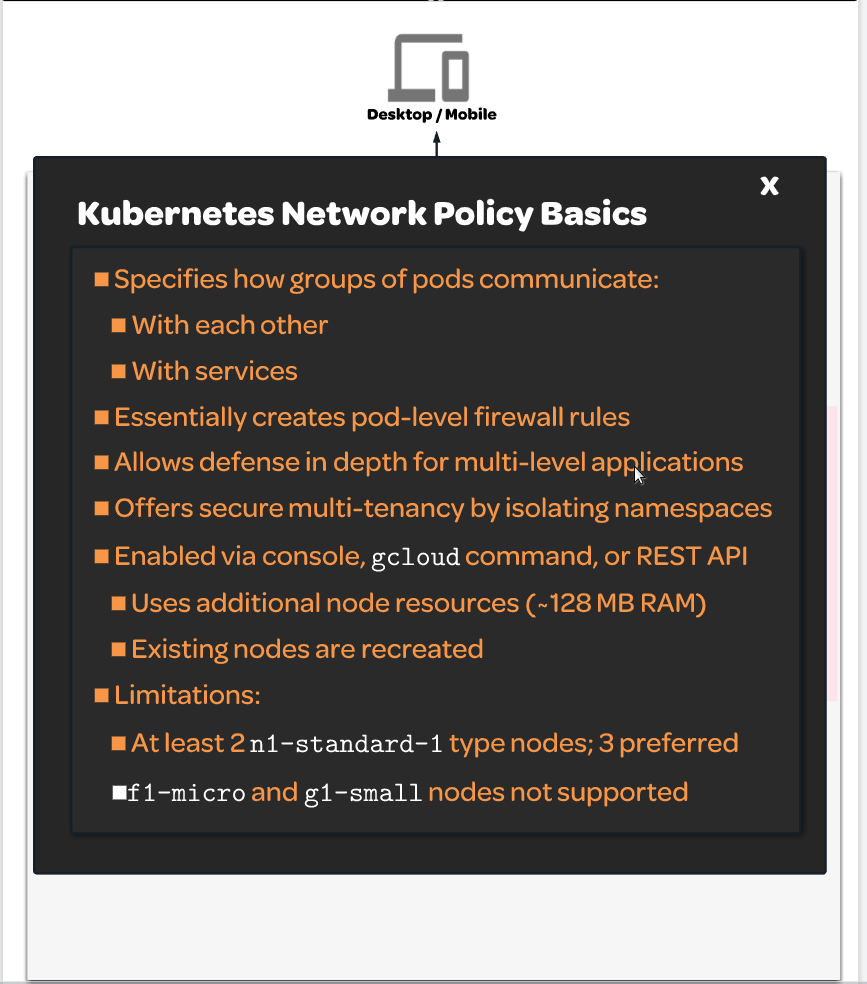 Desktop / Mobile
X
Kubernetes Network Policy Basics
Specifies how groups of pods communicate:
With each other
With services
Essentially creates pod-level firewall rules
Allows defense in depth for multi-level applications
Offers secure multi-tenancy by isolating namespaces
Enabled via console, gcloud command, or REST API
Uses additional node resources (~128 MB RAM)
Existing nodes are recreated
Limitations:
At least 2 n1-standard-1 type nodes; 3 preferred
f1-micro and g1-small nodes not supported